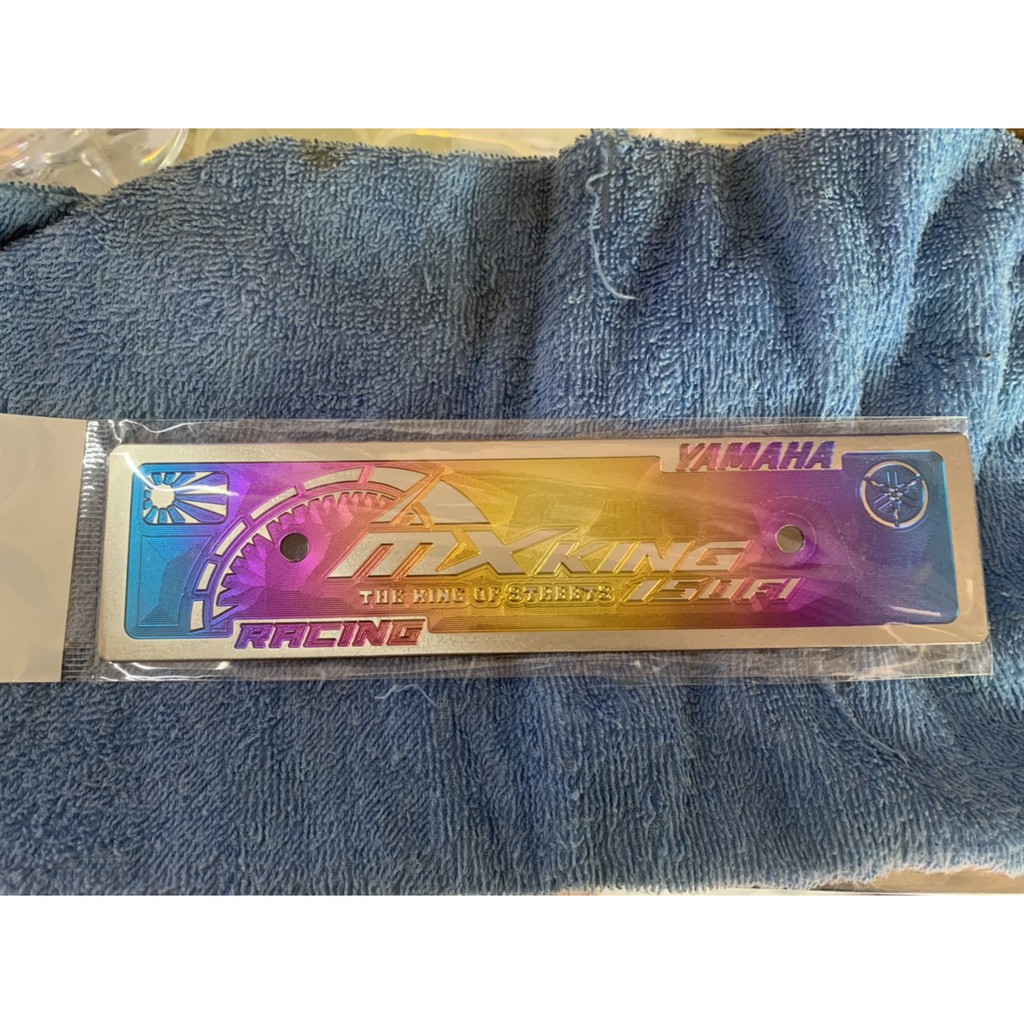 YAMAHA
MXKING
150FI
THE KING OF STREETS
RACING